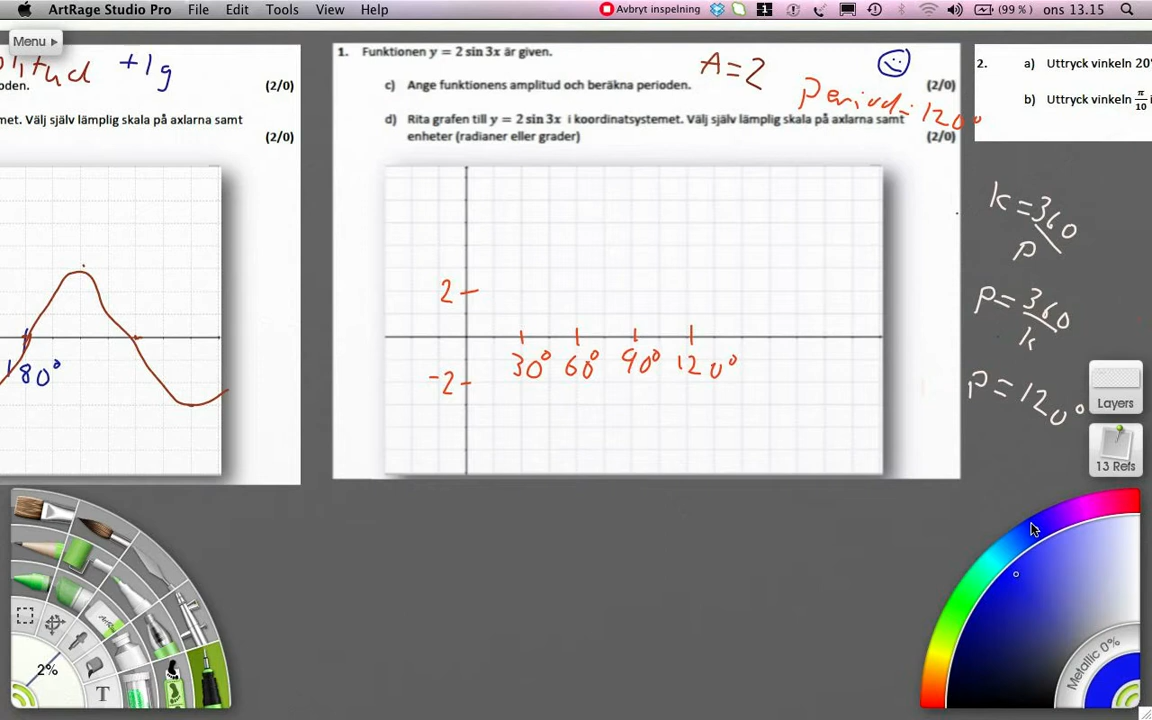 ArtRage Studio Pro File Edit Tools View Help Avbryt inspelning 1 (99 %) ons 13.15
Menu
plitud +1g
oden. (2/0)
met. Välj själv lämplig skala på axlarna samt
(2/0)
180°
1. Funktionen y = 2 sin 3x är given.
A = 2
c) Ange funktionens amplitud och beräkna perioden. (2/0)
Period = 120°
d) Rita grafen till y = 2 sin 3x i koordinatsystemet. Välj själv lämplig skala på axlarna samt
enheter (radianer eller grader) (2/0)
2
30° 60° 90° 120°
-2
2. a) Uttryck vinkeln 20°
b) Uttryck vinkeln π/10 i
k = 360/p
p = 360/k
p = 120°
Layers
13 Refs
2%
T
Metallic 0%